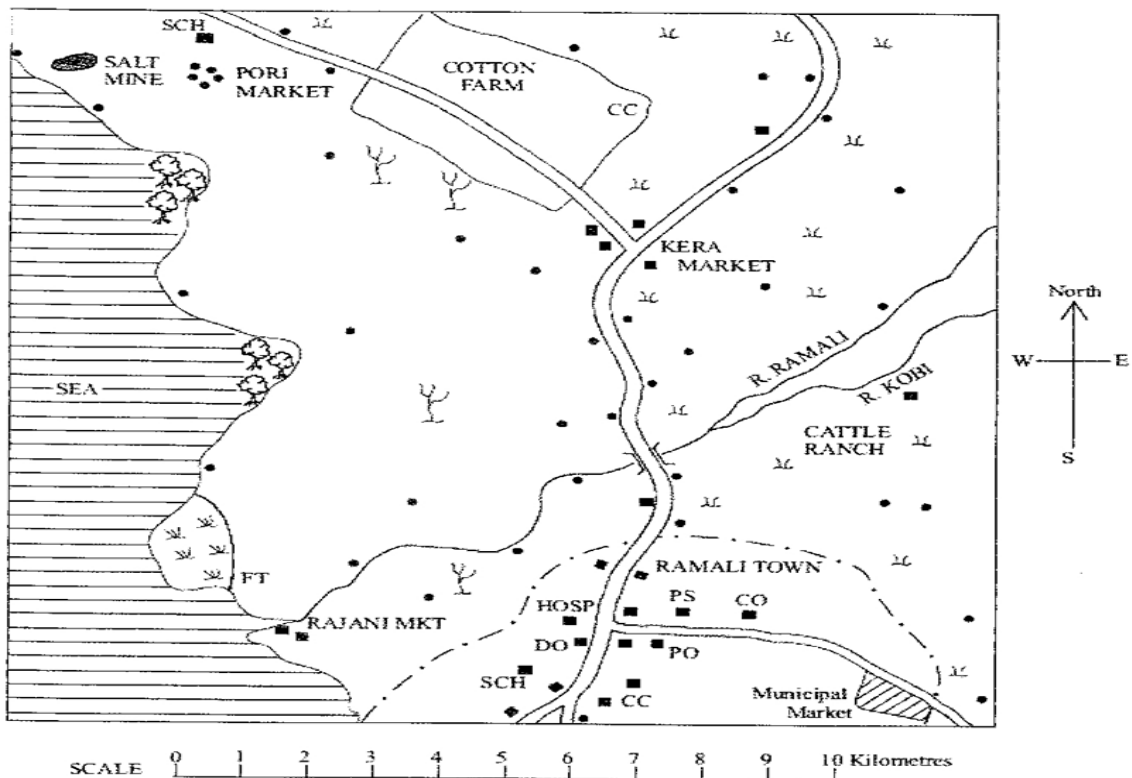 SCH
SALT
MINE
PORI
MARKET
COTTON
FARM
CC
KERA
MARKET
North
W
E
S
R. RAMALI
R. KOBI
SEA
CATTLE
RANCH
RAMALI TOWN
FT
HOSP
PS
CO
RAJANI MKT
DO
PO
SCH
CC
Municipal
Market
SCALE 0 1 2 3 4 5 6 7 8 9 10 Kilometres